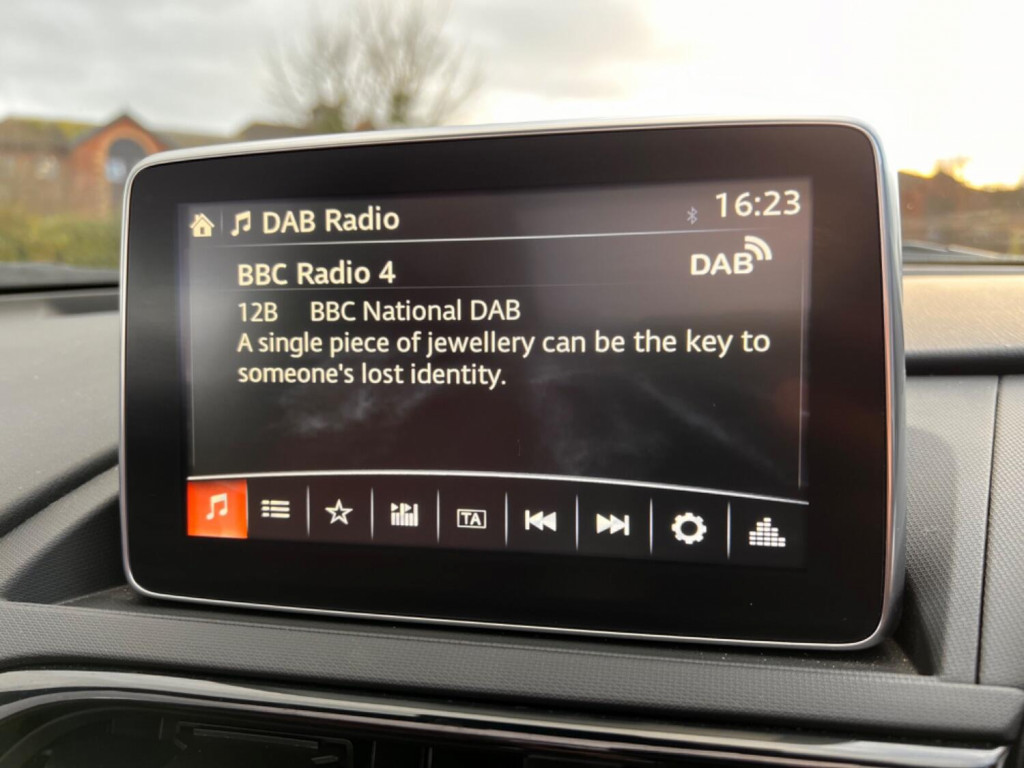 DAB Radio
16:23
BBC Radio 4
DAB
12B BBC National DAB
A single piece of jewellery can be the key to
someone's lost identity.
TA